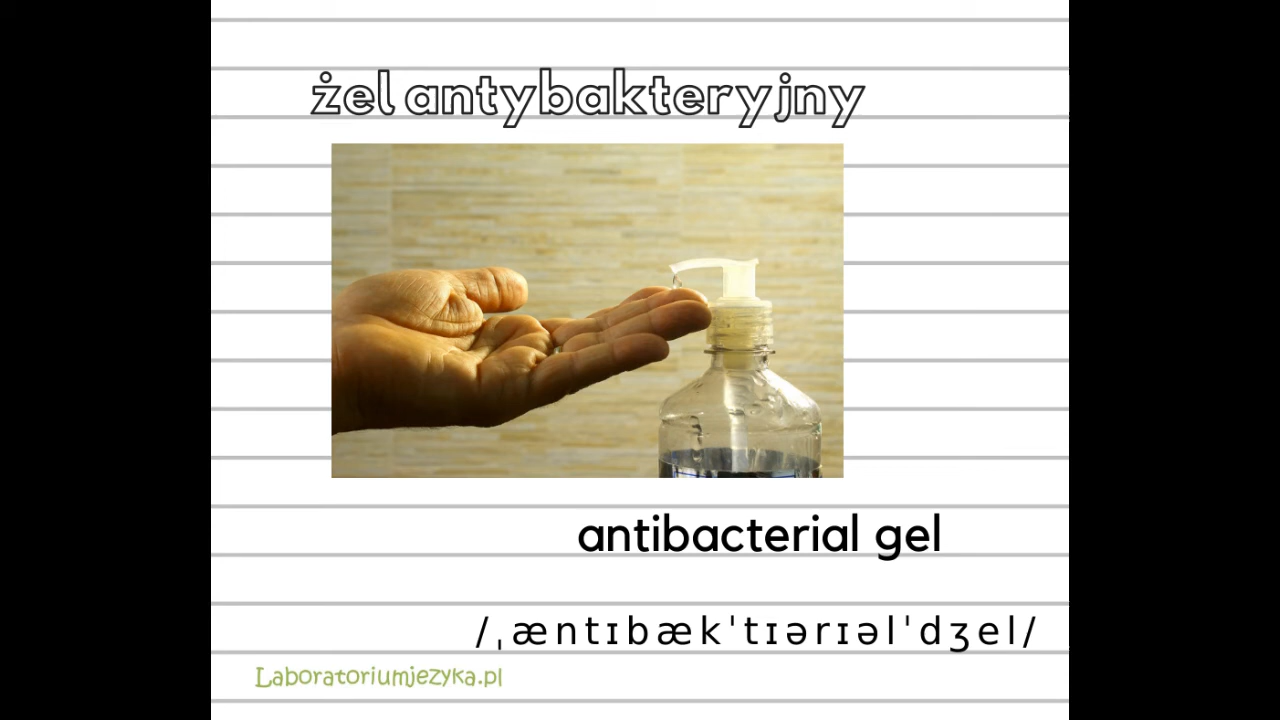 żel antybakteryjny
antibacterial gel
/ˌæntɪbækˈtɪərɪəlˈdʒel/
Laboratoriumjezyka.pl